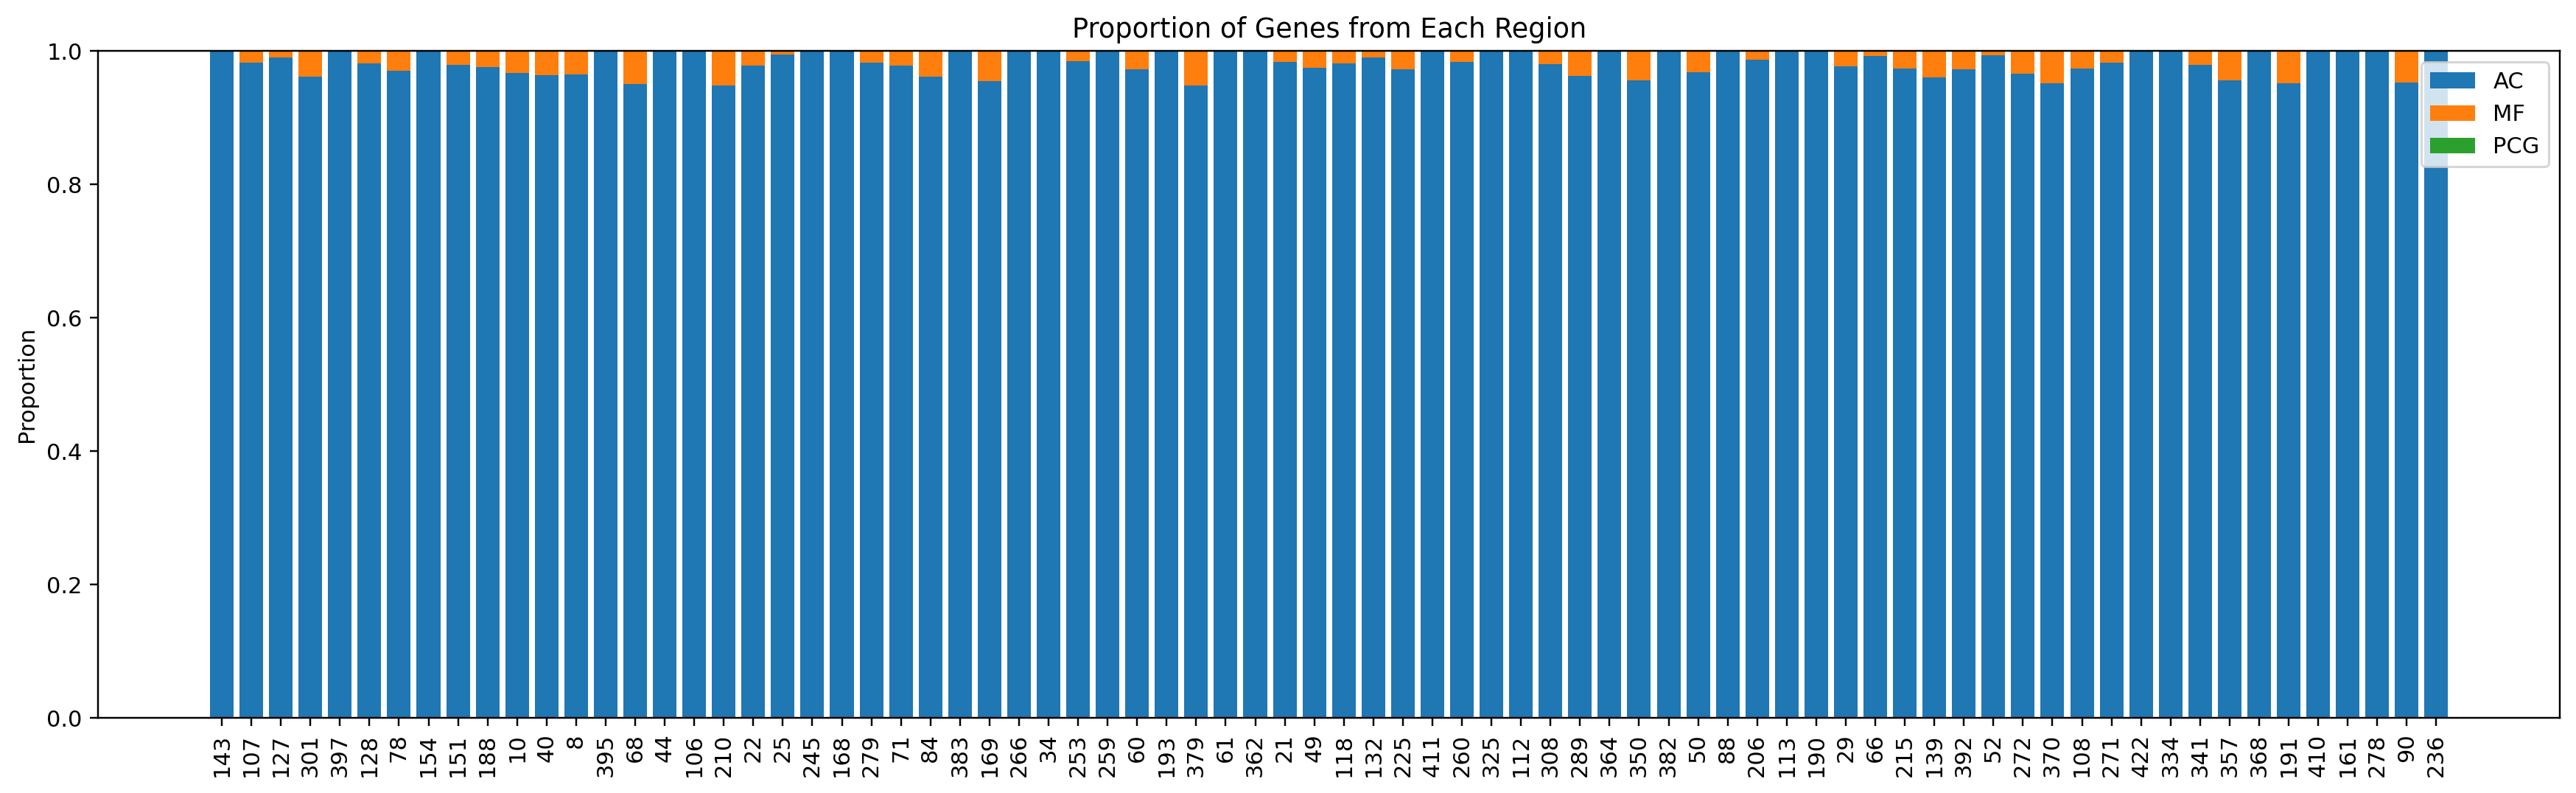 Proportion of Genes from Each Region
1.0
0.8
0.6
0.4
0.2
0.0
Proportion
AC
MF
PCG
143 107 127 301 397 128 78 154 151 188 10 40 8 395 68 44 106 210 22 25 245 168 279 71 84 383 169 266 34 253 259 60 193 379 61 362 21 49 118 132 225 411 260 325 112 308 289 364 350 382 50 88 206 113 190 29 66 215 139 392 52 272 370 108 271 422 334 341 357 368 191 410 161 278 90 236